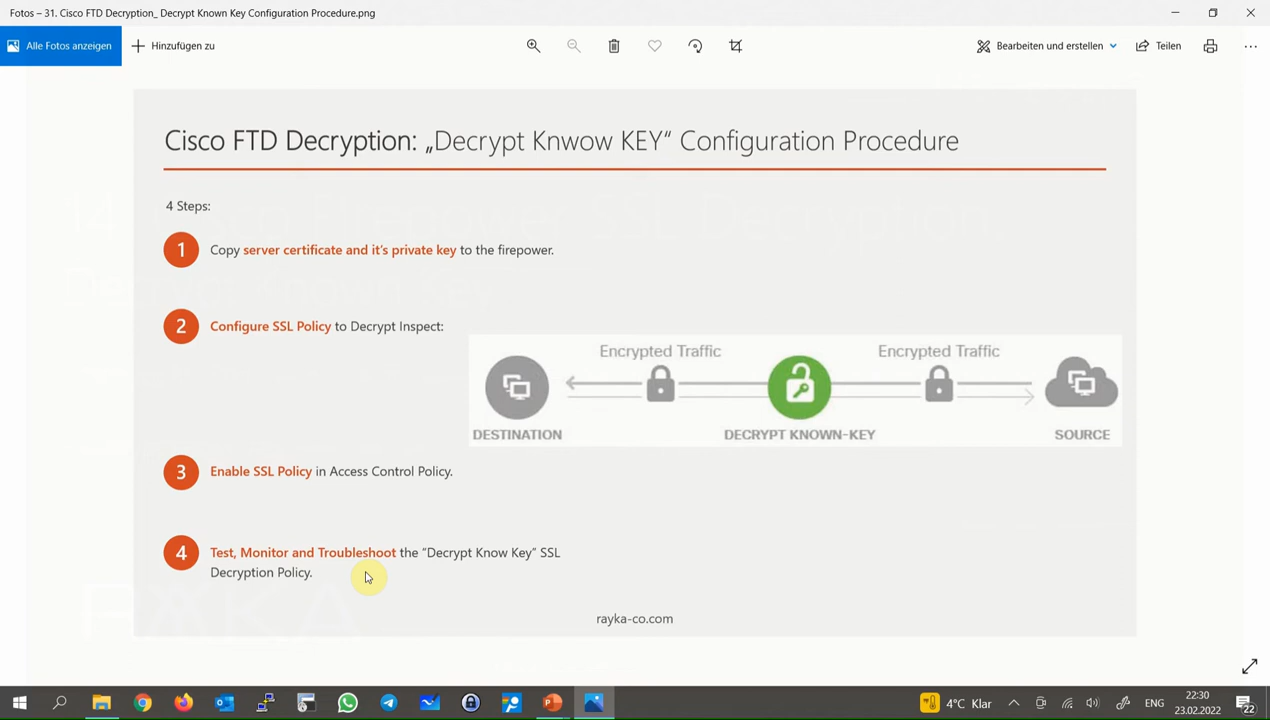 Fotos – 31. Cisco FTD Decryption_ Decrypt Known Key Configuration Procedure.png
Alle Fotos anzeigen
Hinzufügen zu
Bearbeiten und erstellen
Teilen
Cisco FTD Decryption: „Decrypt Knwow KEY“ Configuration Procedure
4 Steps:
1 Copy server certificate and it's private key to the firepower.
2 Configure SSL Policy to Decrypt Inspect:
Encrypted Traffic
Encrypted Traffic
DESTINATION
DECRYPT KNOWN-KEY
SOURCE
3 Enable SSL Policy in Access Control Policy.
4 Test, Monitor and Troubleshoot the “Decrypt Know Key” SSL
Decryption Policy.
rayka-co.com
4°C Klar
ENG
22:30
23.02.2022
22